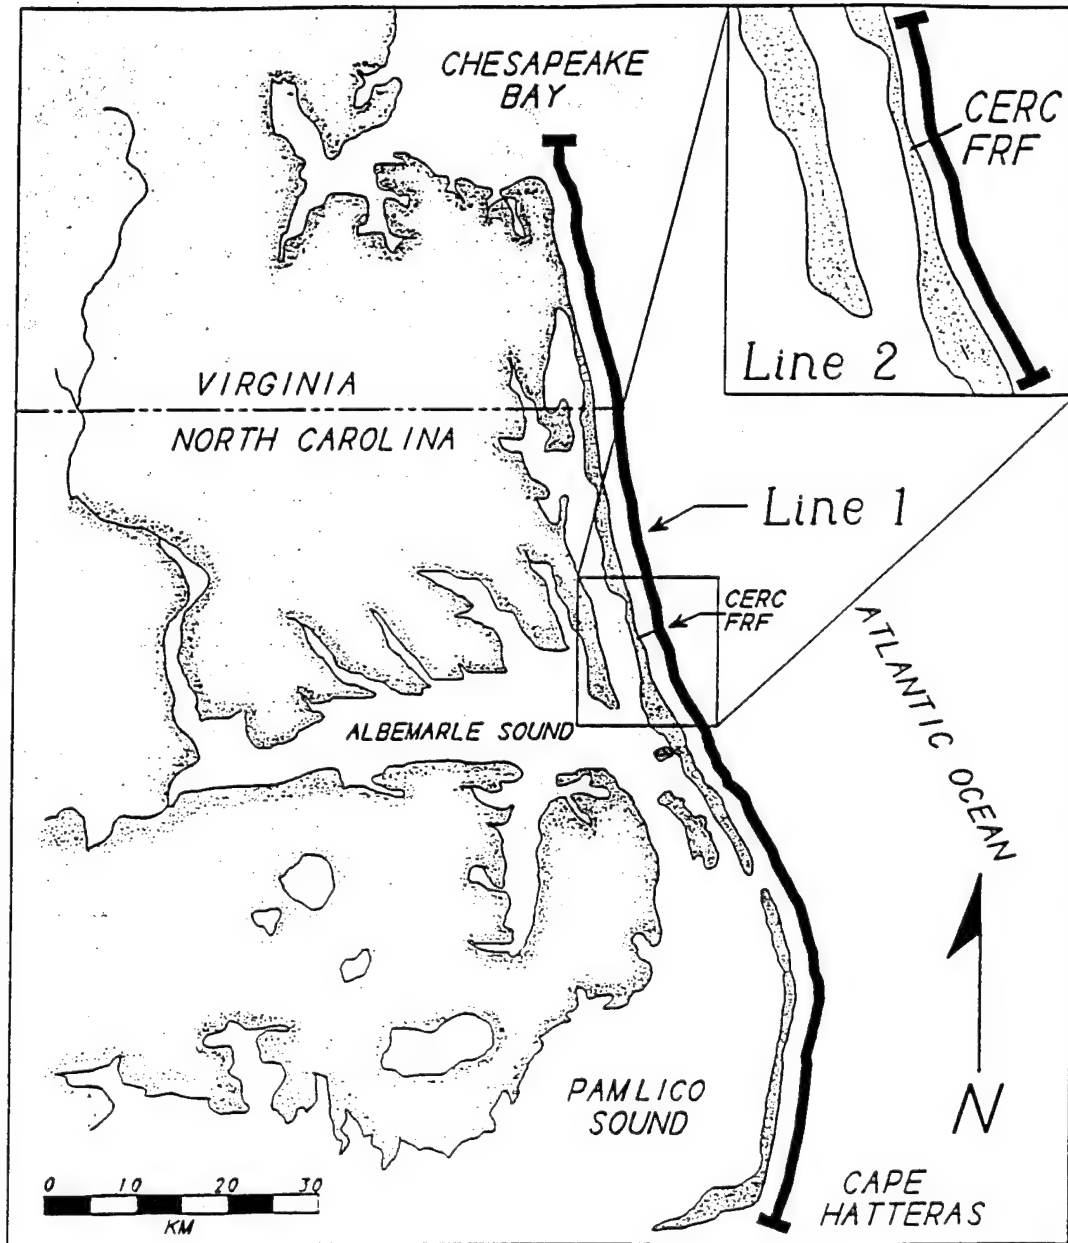 CHESAPEAKE
BAY
CERC
FRF
Line 2
VIRGINIA
NORTH CAROLINA
Line 1
CERC
FRF
ATLANTIC OCEAN
ALBEMARLE SOUND
PAMLICO
SOUND
N
CAPE
HATTERAS
0 10 20 30
KM